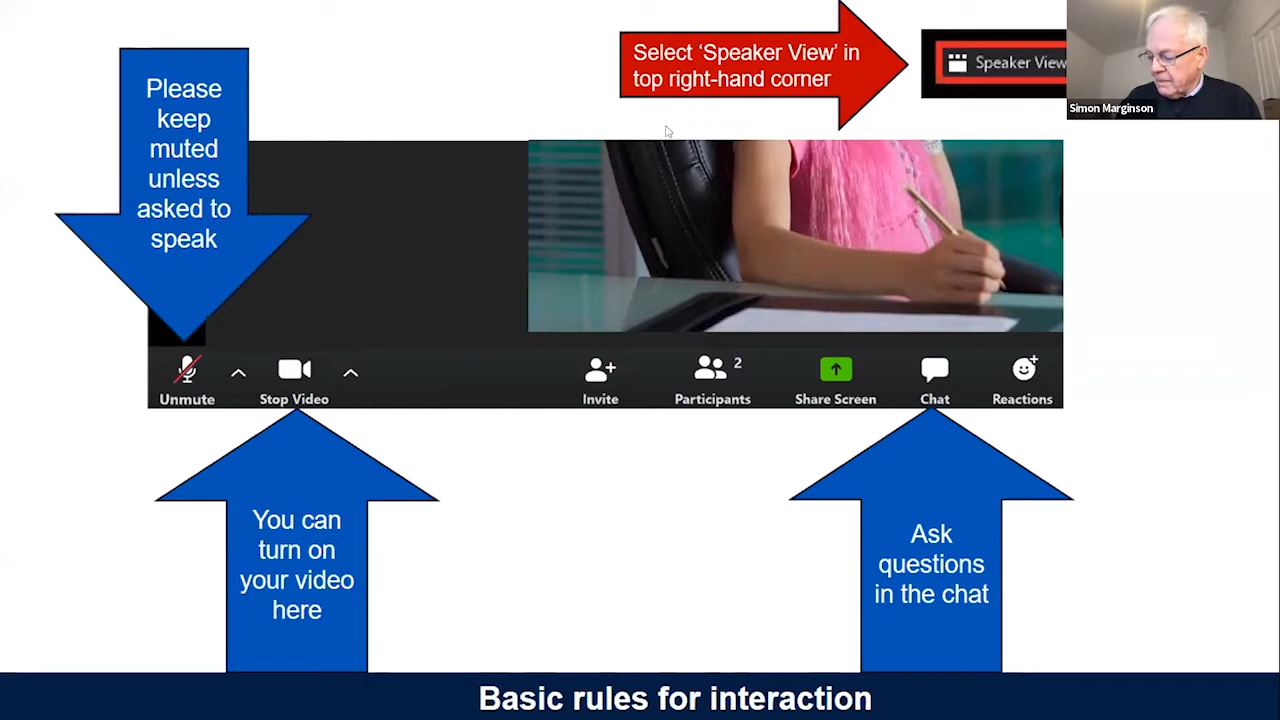 Select ‘Speaker View’ in
top right-hand corner
Speaker View
Simon Marginson
Please
keep
muted
unless
asked to
speak
Unmute
Stop Video
Invite
Participants
2
Share Screen
Chat
Reactions
You can
turn on
your video
here
Ask
questions
in the chat
Basic rules for interaction